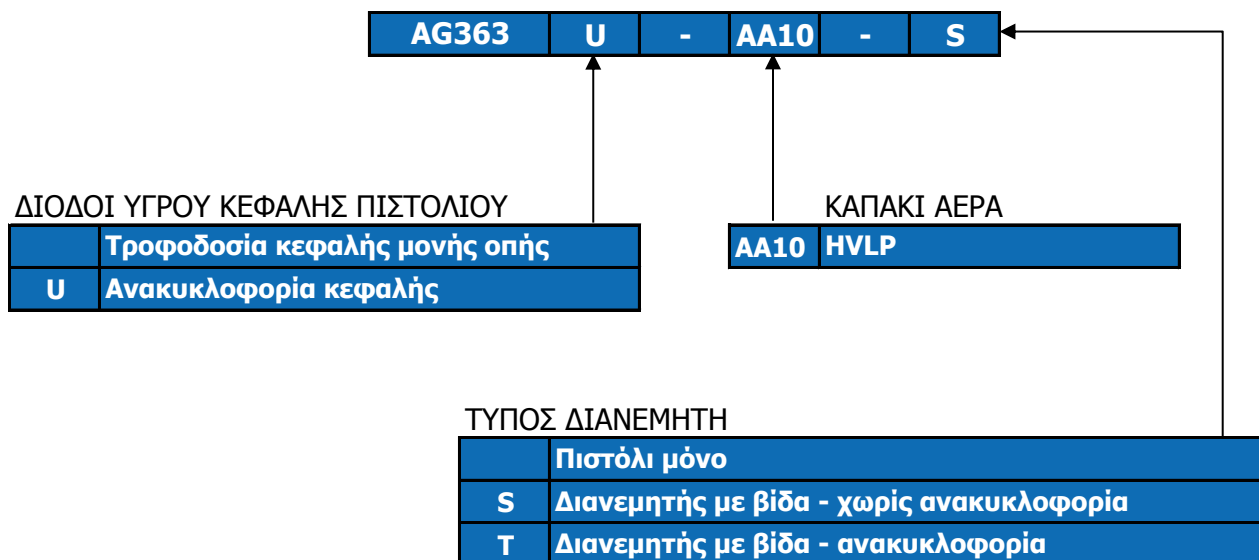 AG363 U - AA10 - S
ΔΙΟΔΟΙ ΥΓΡΟΥ ΚΕΦΑΛΗΣ ΠΙΣΤΟΛΙΟΥ
Τροφοδοσία κεφαλής μονής οπής
U Ανακυκλοφορία κεφαλής
ΚΑΠΑΚΙ ΑΕΡΑ
AA10 HVLP
ΤΥΠΟΣ ΔΙΑΝΕΜΗΤΗ
Πιστόλι μόνο
S Διανεμητής με βίδα - χωρίς ανακυκλοφορία
T Διανεμητής με βίδα - ανακυκλοφορία